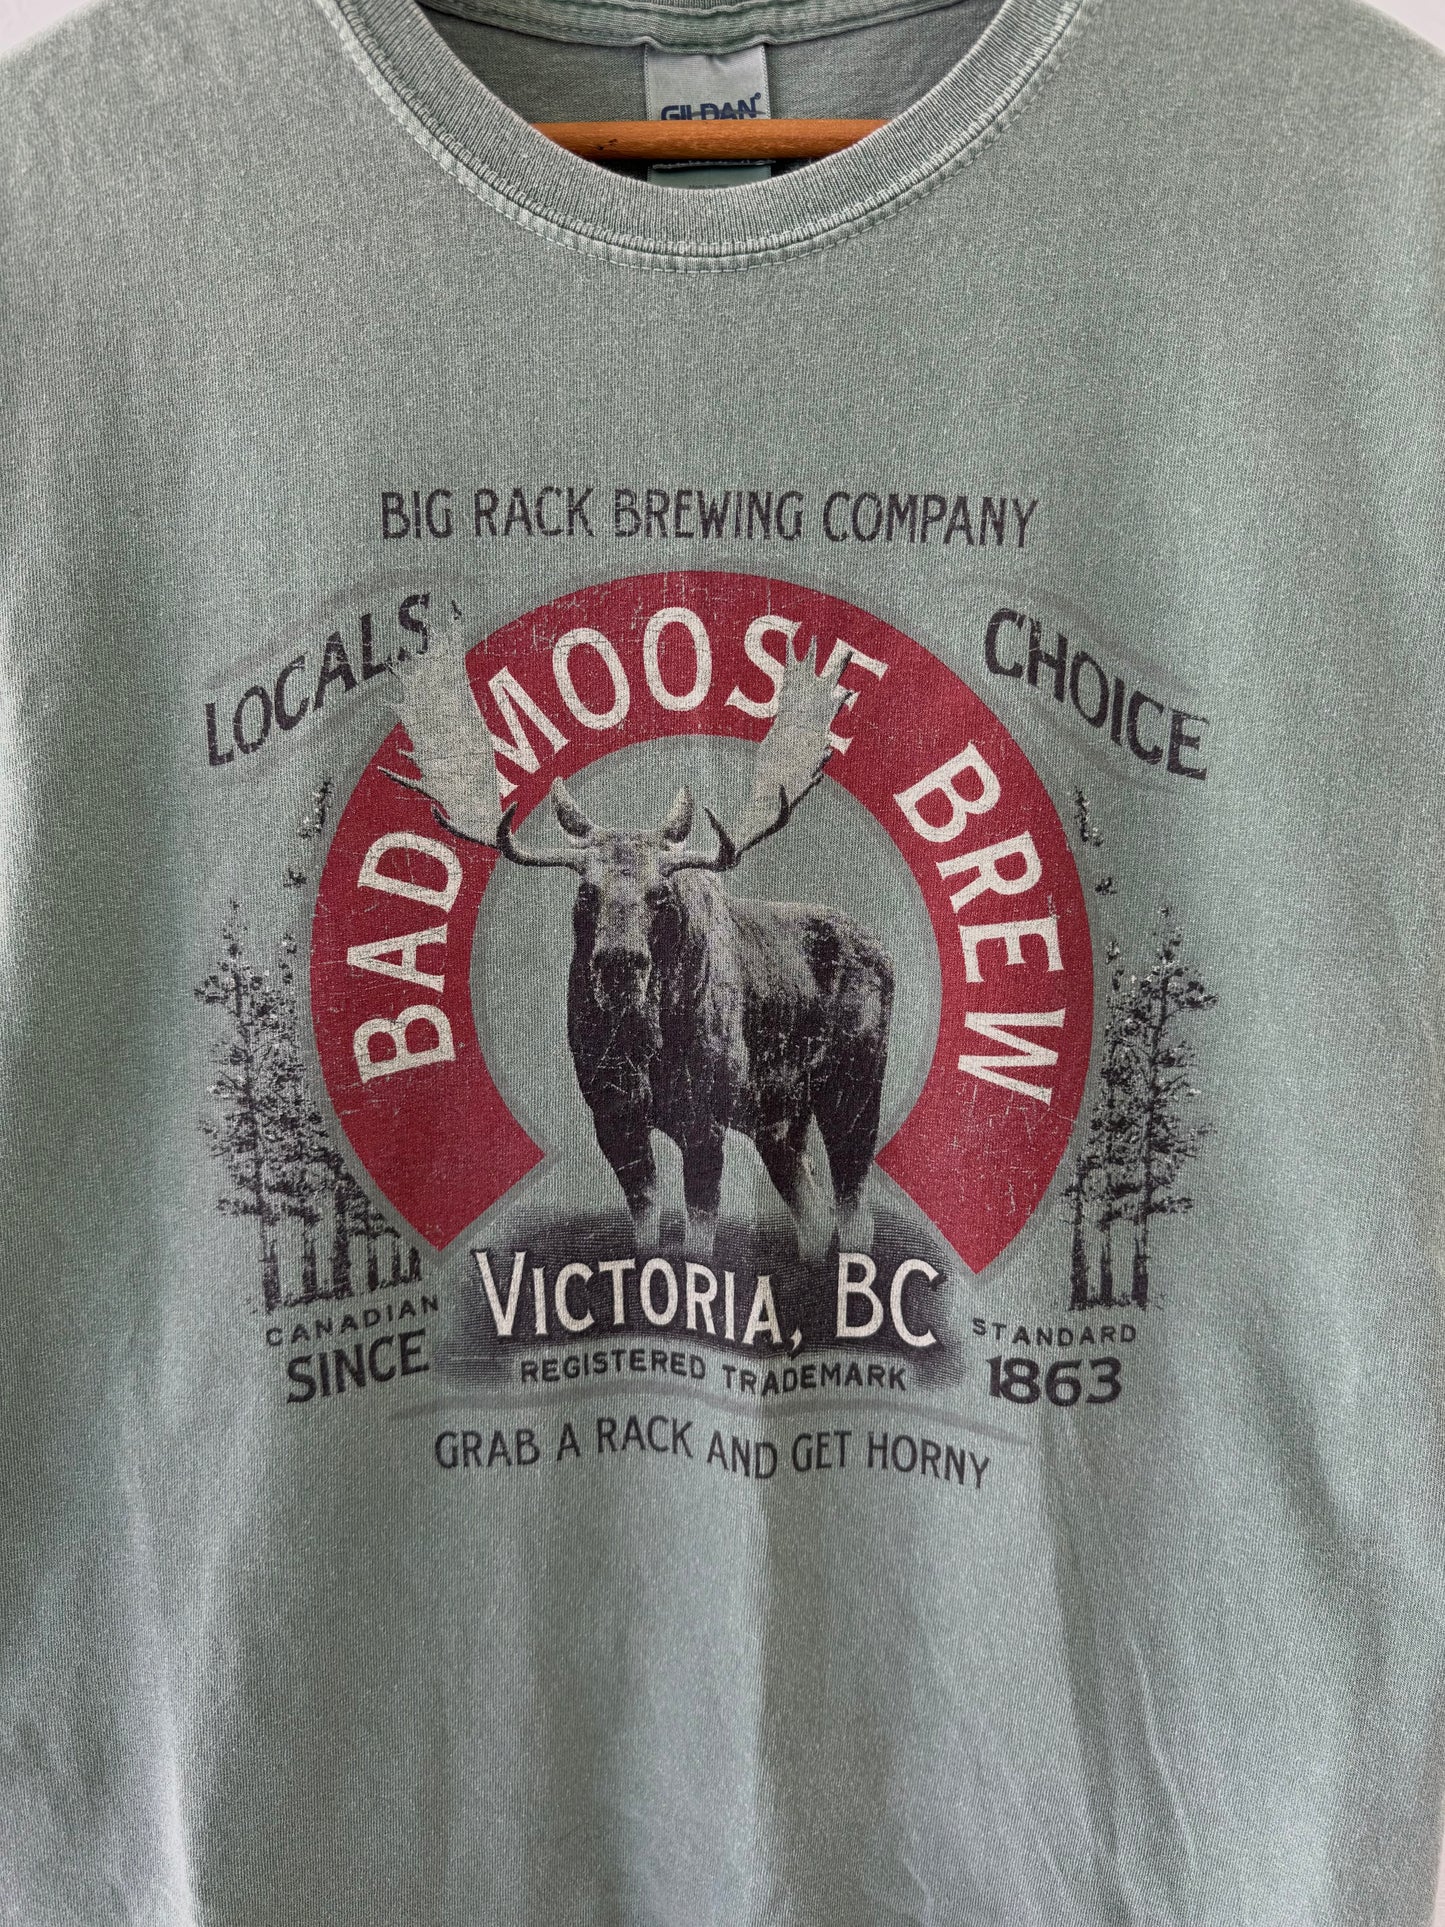 GILDAN
BIG RACK BREWING COMPANY
LOCALS CHOICE
BAD MOOSE BREW
VICTORIA, BC
CANADIAN STANDARD
SINCE 1863
REGISTERED TRADEMARK
GRAB A RACK AND GET HORNY